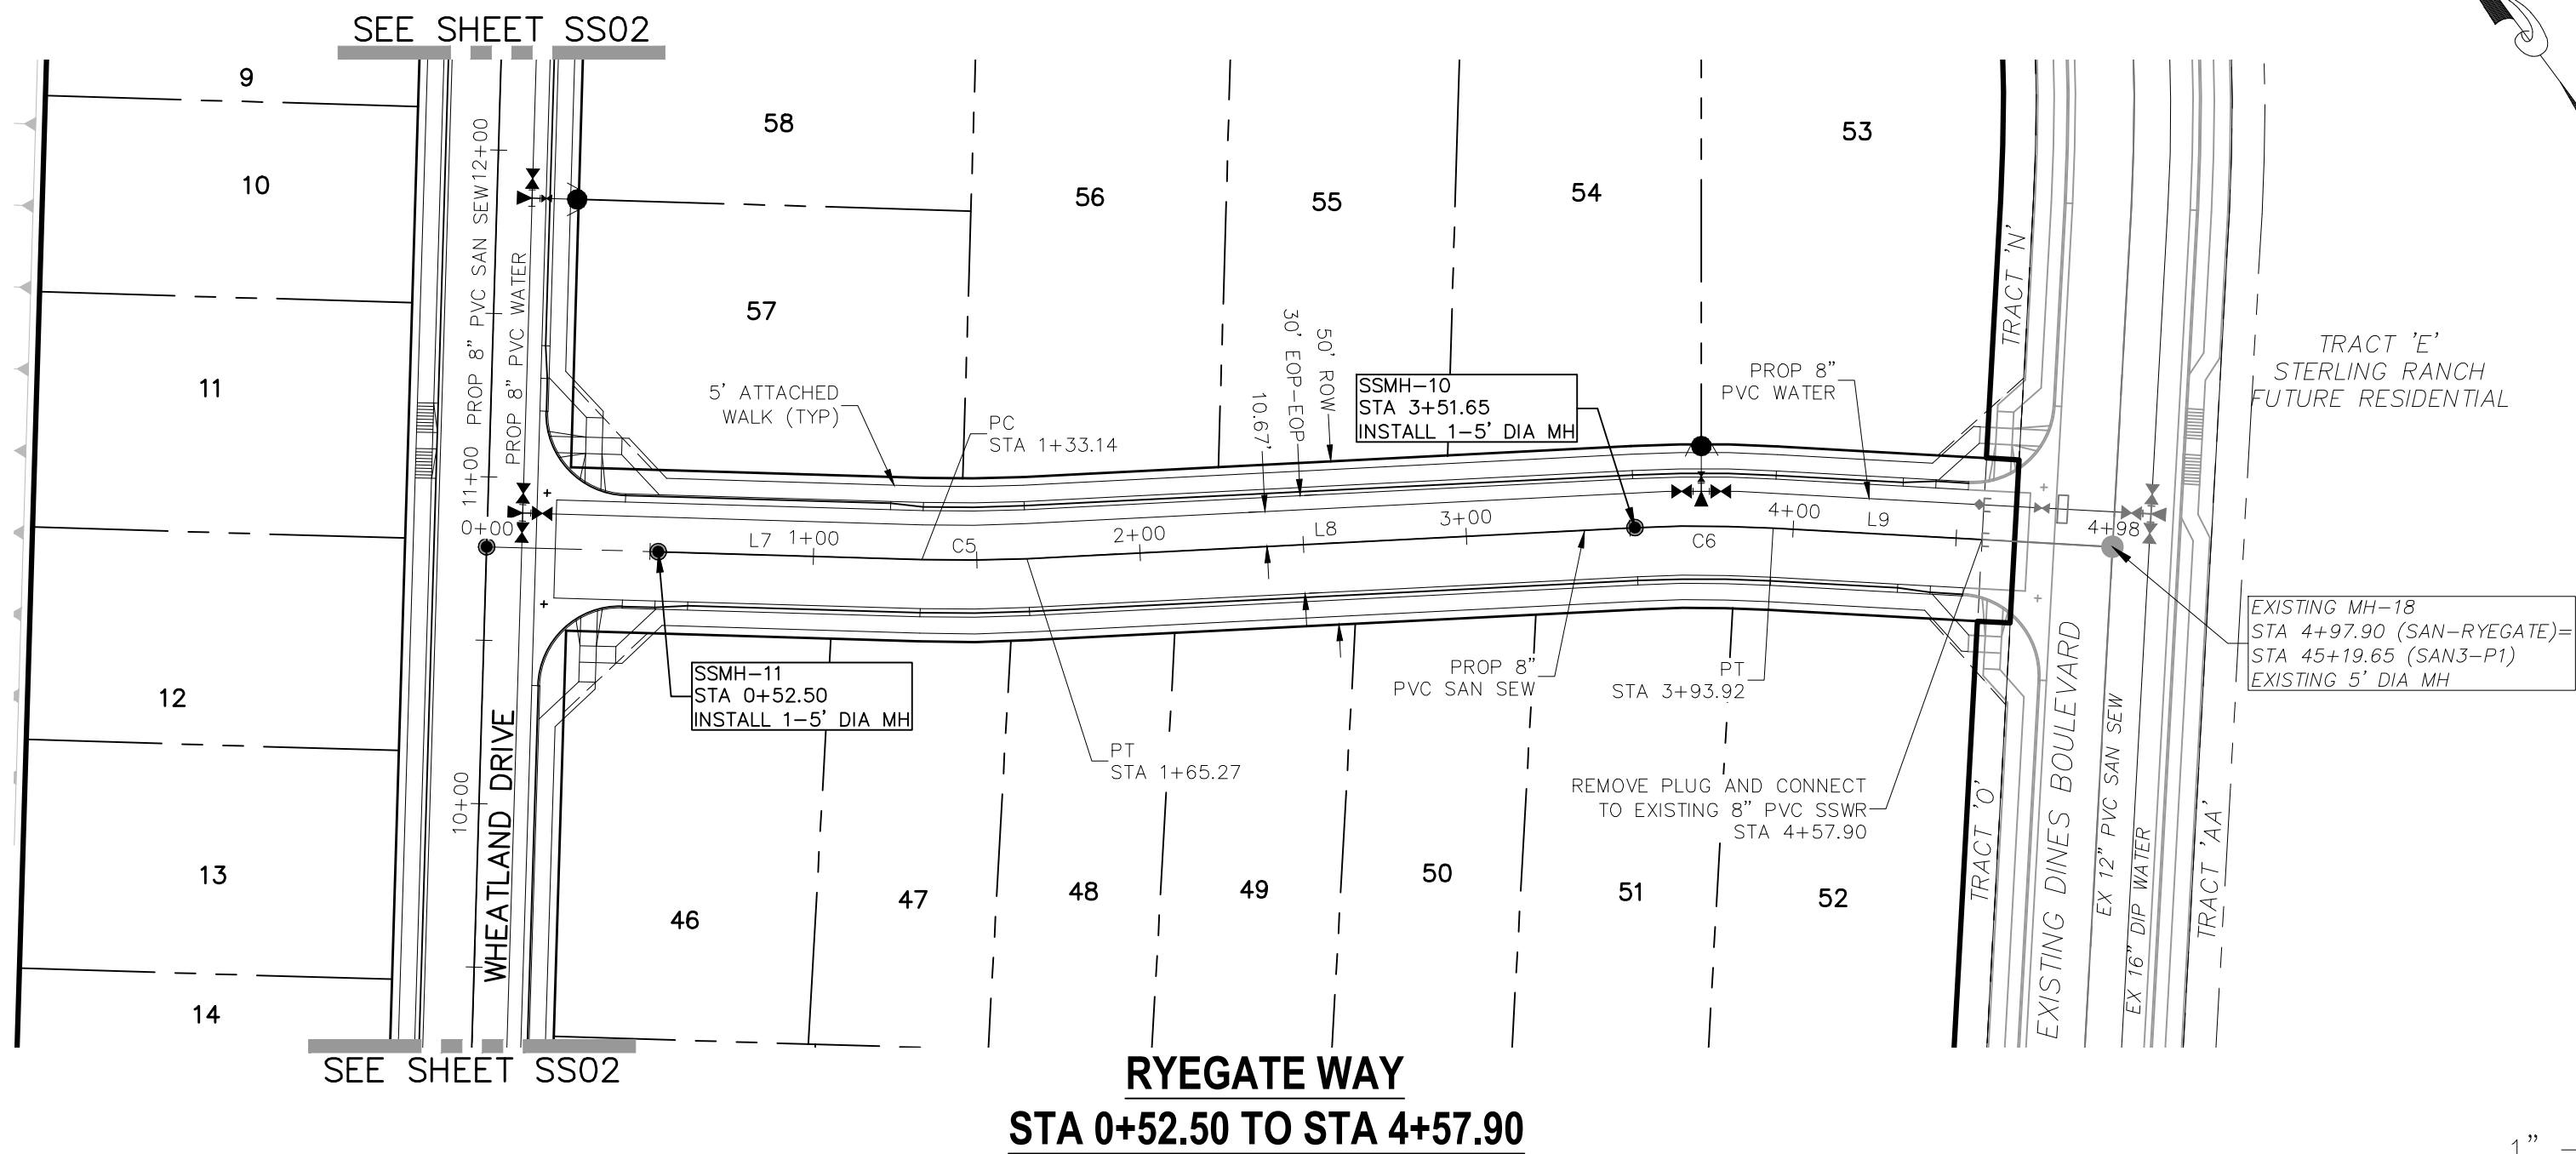 SEE SHEET SS02
9
10
11
12
13
14
58
57
56
55
54
53
12+00
PROP 8" PVC SAN SEW
11+00
PROP 8" PVC WATER
0+00
10+00
WHEATLAND DRIVE
5' ATTACHED
WALK (TYP)
PC
STA 1+33.14
10.67'
30' EOP-EOP
50' ROW
SSMH-10
STA 3+51.65
INSTALL 1-5' DIA MH
PROP 8"
PVC WATER
TRACT 'N'
TRACT 'E'
STERLING RANCH
FUTURE RESIDENTIAL
L7
1+00
C5
2+00
L8
3+00
C6
4+00
L9
4+98
SSMH-11
STA 0+52.50
INSTALL 1-5' DIA MH
PT
STA 1+65.27
PROP 8"
PVC SAN SEW
PT
STA 3+93.92
REMOVE PLUG AND CONNECT
TO EXISTING 8" PVC SSWR
STA 4+57.90
EXISTING MH-18
STA 4+97.90 (SAN-RYEGATE)=
STA 45+19.65 (SAN3-P1)
EXISTING 5' DIA MH
TRACT 'O'
EXISTING DINES BOULEVARD
EX 12" PVC SAN SEW
EX 16" DIP WATER
TRACT 'AA'
46
47
48
49
50
51
52
SEE SHEET SS02
RYEGATE WAY
STA 0+52.50 TO STA 4+57.90
1"